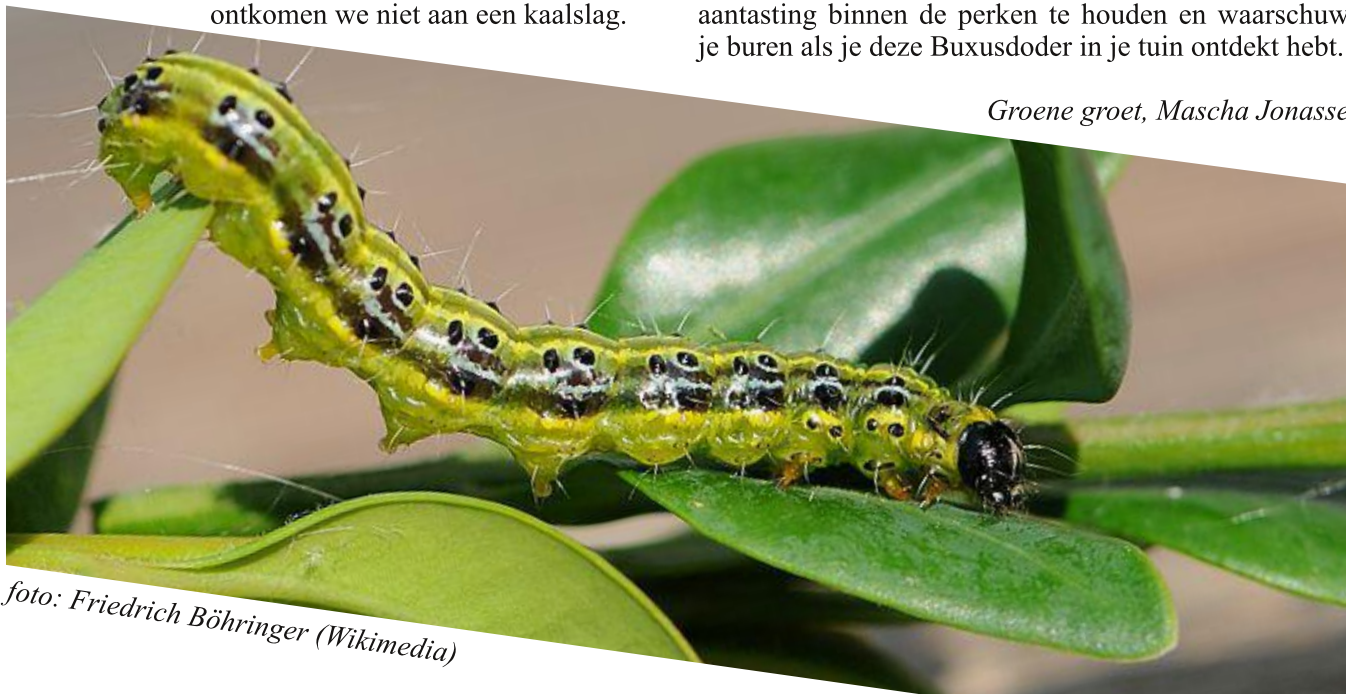 ontkomen we niet aan een kaalslag.
aantasting binnen de perken te houden en waarschuw
je buren als je deze Buxusdoder in je tuin ontdekt hebt.
Groene groet, Mascha Jonasse
foto: Friedrich Böhringer (Wikimedia)